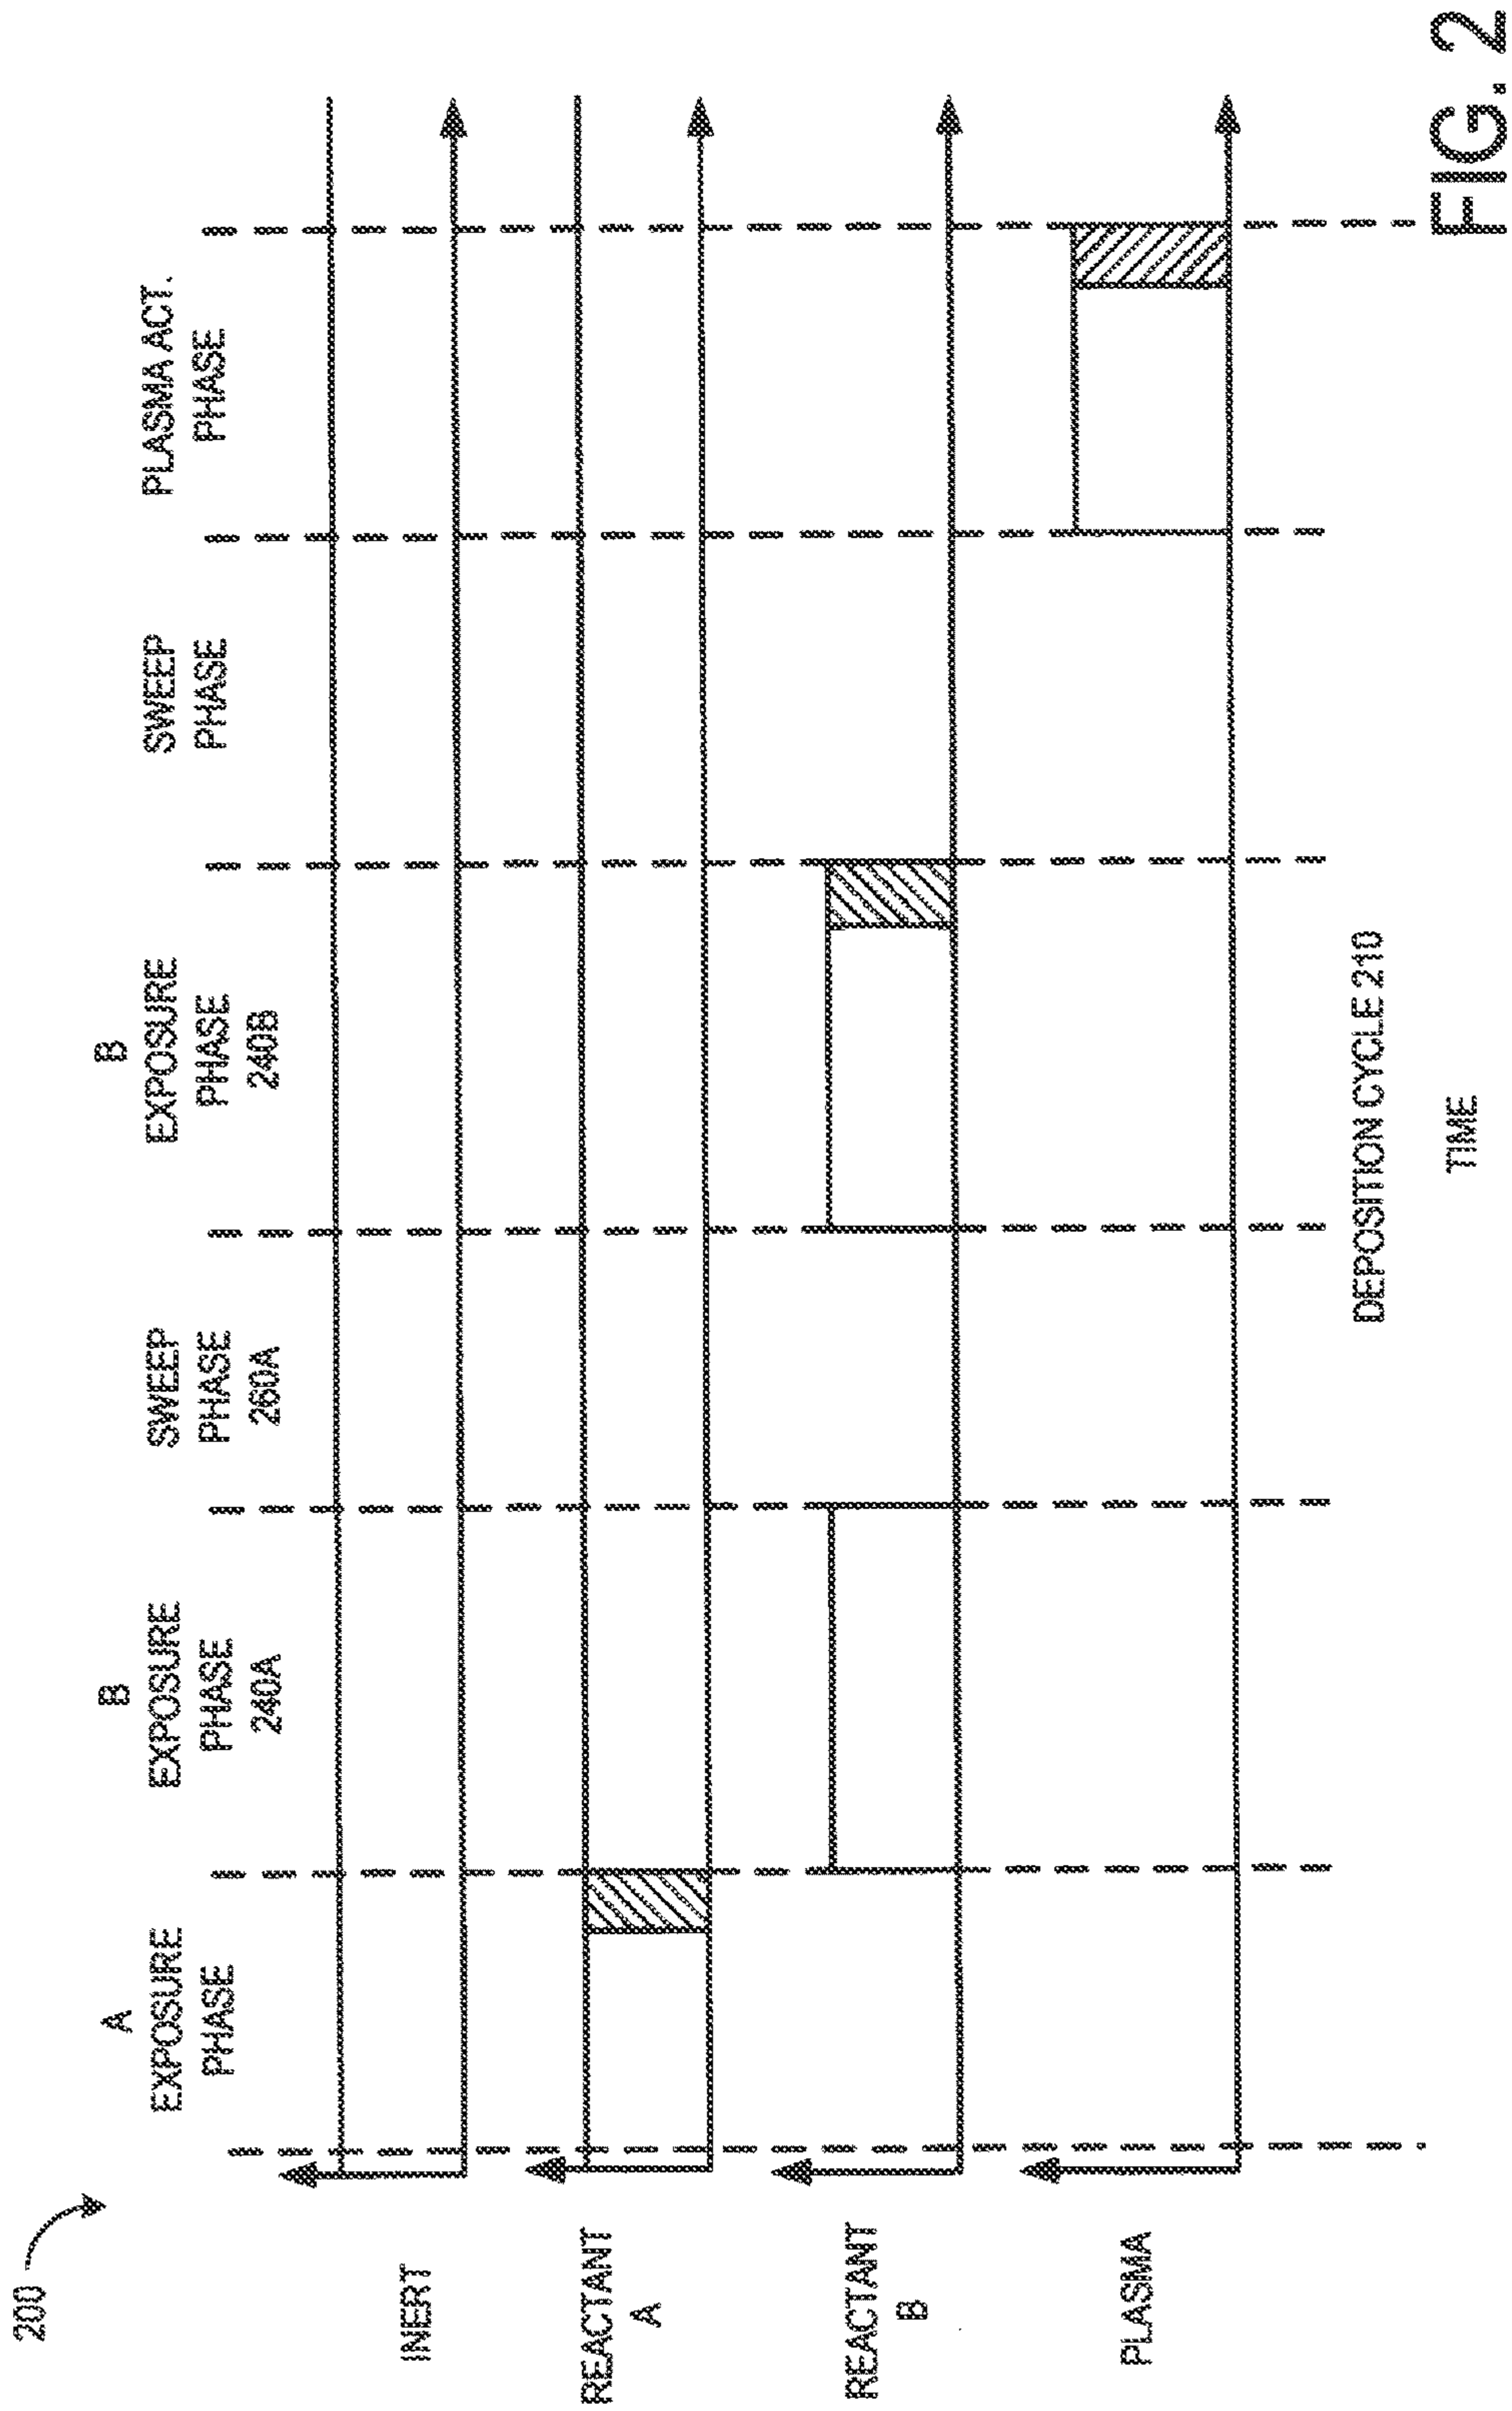 200
A
EXPOSURE
PHASE
B
EXPOSURE
PHASE
240A
SWEEP
PHASE
260A
B
EXPOSURE
PHASE
240B
SWEEP
PHASE
PLASMA ACT.
PHASE
INERT
REACTANT
A
REACTANT
B
PLASMA
DEPOSITION CYCLE 210
TIME
FIG. 2